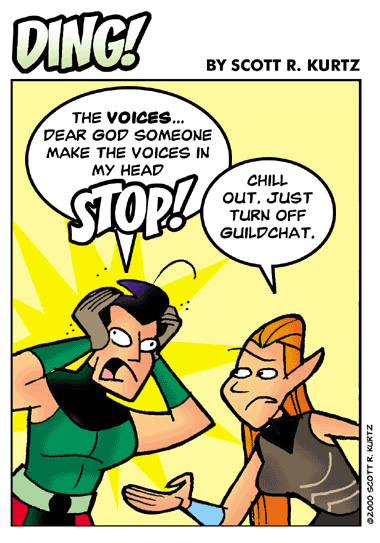 DING!
BY SCOTT R. KURTZ
THE VOICES...
DEAR GOD SOMEONE
MAKE THE VOICES IN
MY HEAD
STOP!
CHILL
OUT. JUST
TURN OFF
GUILDCHAT.
©2000 SCOTT R. KURTZ